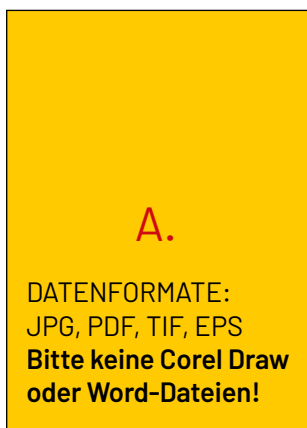 A.
DATENFORMATE:
JPG, PDF, TIF, EPS
Bitte keine Corel Draw
oder Word-Dateien!